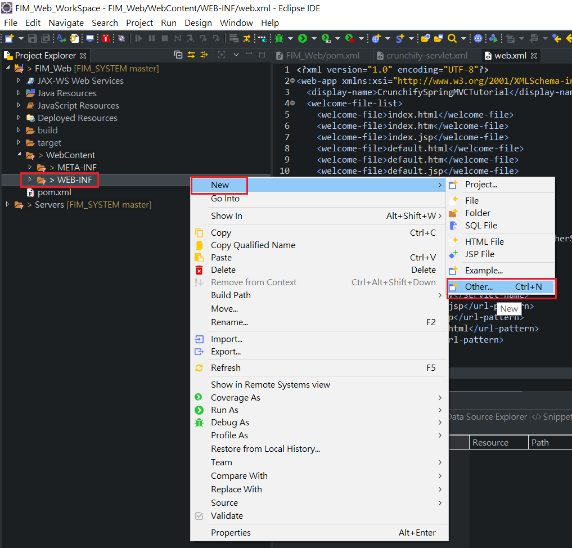 FIM_Web_WorkSpace - FIM_Web/WebContent/WEB-INF/web.xml - Eclipse IDE
File Edit Navigate Search Project Run Design Window Help
Project Explorer
FIM_Web/pom.xml
crunchify-servlet.xml
web.xml
> FIM_Web [FIM_SYSTEM master]
JAX-WS Web Services
Java Resources
JavaScript Resources
Deployed Resources
build
target
> WebContent
> META-INF
> WEB-INF
pom.xml
> Servers [FIM_SYSTEM master]
1 <?xml version="1.0" encoding="UTF-8"?>
2 <web-app xmlns:xsi="http://www.w3.org/2001/XMLSchema-in
3 <display-name>CrunchifySpringMVCTutorial</display-nam
4 <welcome-file-list>
5 <welcome-file>index.html</welcome-file>
6 <welcome-file>index.htm</welcome-file>
7 <welcome-file>index.jsp</welcome-file>
8 <welcome-file>default.html</welcome-file>
9 <welcome-file>default.htm</welcome-file>
10 <welcome-file>default.jsp</welcome-file>
New
Go Into
Show In Alt+Shift+W
Copy Ctrl+C
Copy Qualified Name
Paste Ctrl+V
Delete Delete
Remove from Context Ctrl+Alt+Shift+Down
Build Path
Move...
Rename... F2
Import...
Export...
Refresh F5
Show in Remote Systems view
Coverage As
Run As
Debug As
Profile As
Restore from Local History...
Team
Compare With
Replace With
Source
Validate
Properties Alt+Enter
Project...
File
Folder
SQL File
HTML File
JSP File
Example...
Other... Ctrl+N
New
jsp</url-pattern>
p</url-pattern>
html</url-pattern>
rl-pattern>
Data Source Explorer
Snippet
Resource
Path